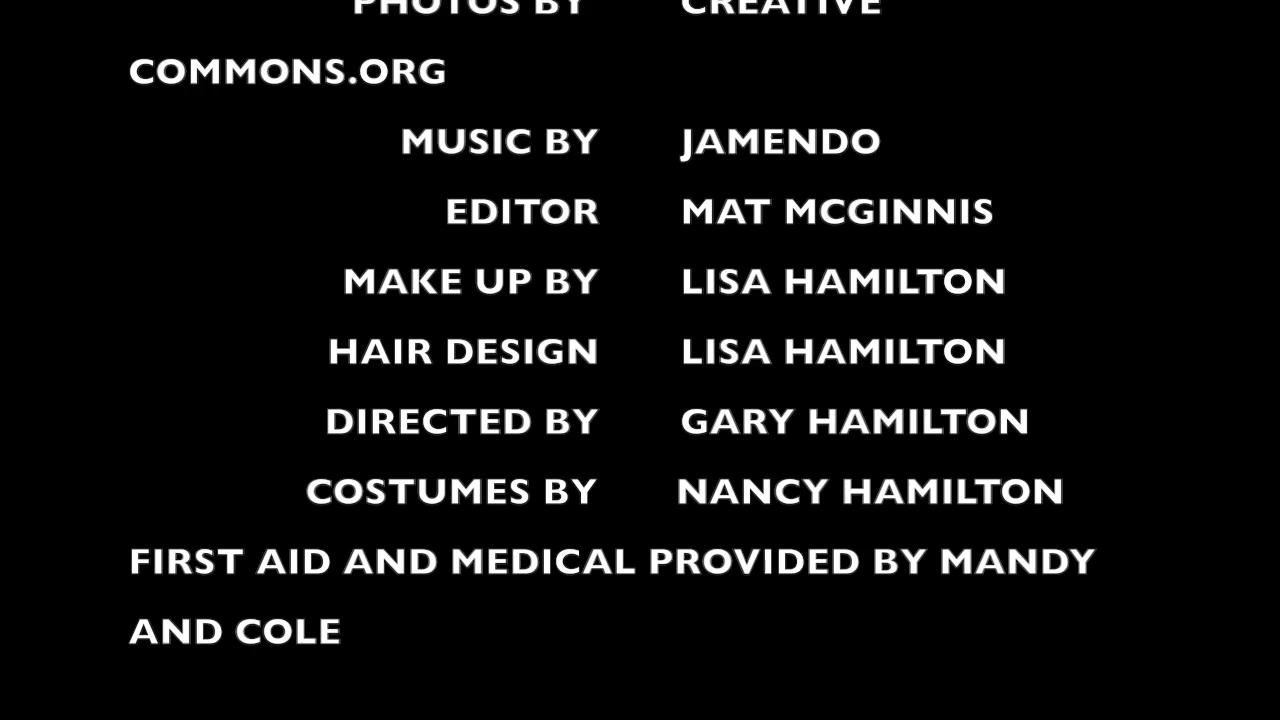 PHOTOS BY CREATIVE
COMMONS.ORG
MUSIC BY JAMENDO
EDITOR MAT MCGINNIS
MAKE UP BY LISA HAMILTON
HAIR DESIGN LISA HAMILTON
DIRECTED BY GARY HAMILTON
COSTUMES BY NANCY HAMILTON
FIRST AID AND MEDICAL PROVIDED BY MANDY
AND COLE